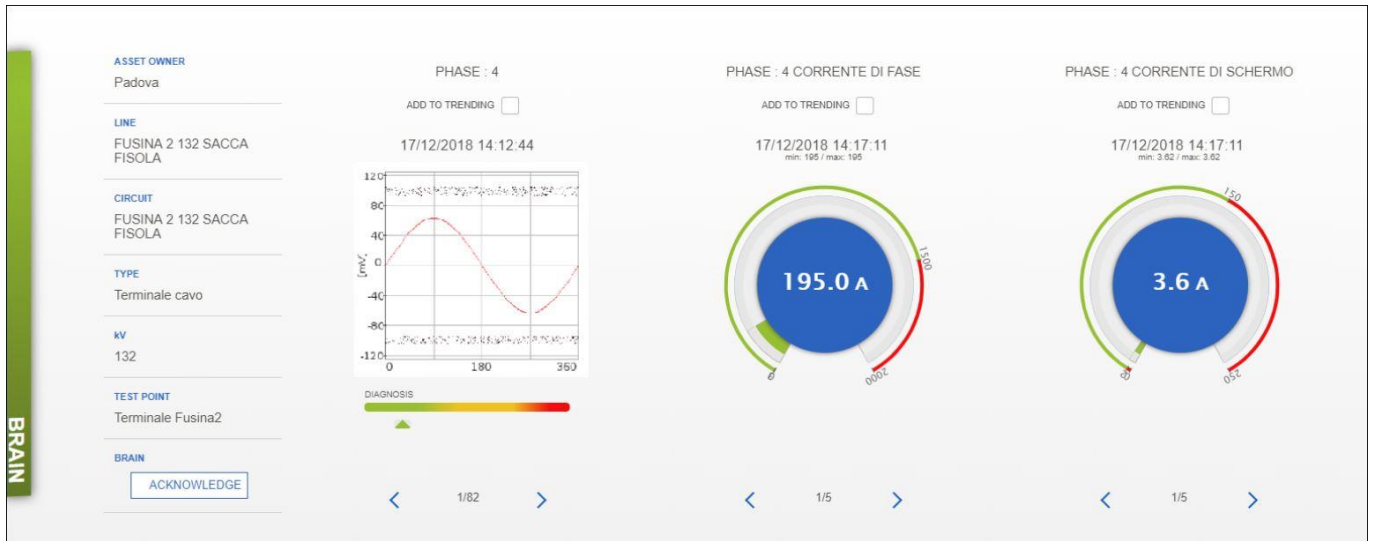 BRAIN
ASSET OWNER
Padova
LINE
FUSINA 2 132 SACCA
FISOLA
CIRCUIT
FUSINA 2 132 SACCA
FISOLA
TYPE
Terminale cavo
kV
132
TEST POINT
Terminale Fusina2
BRAIN
ACKNOWLEDGE
PHASE : 4
ADD TO TRENDING
17/12/2018 14:12:44
120
80
40
0
-40
-80
-120
[mV]
0 180 360
DIAGNOSIS
1/82
PHASE : 4 CORRENTE DI FASE
ADD TO TRENDING
17/12/2018 14:17:11
min: 195 / max: 195
1500
195.0 A
0
2000
1/5
PHASE : 4 CORRENTE DI SCHERMO
ADD TO TRENDING
17/12/2018 14:17:11
min: 3.62 / max: 3.62
150
3.6 A
250
1/5